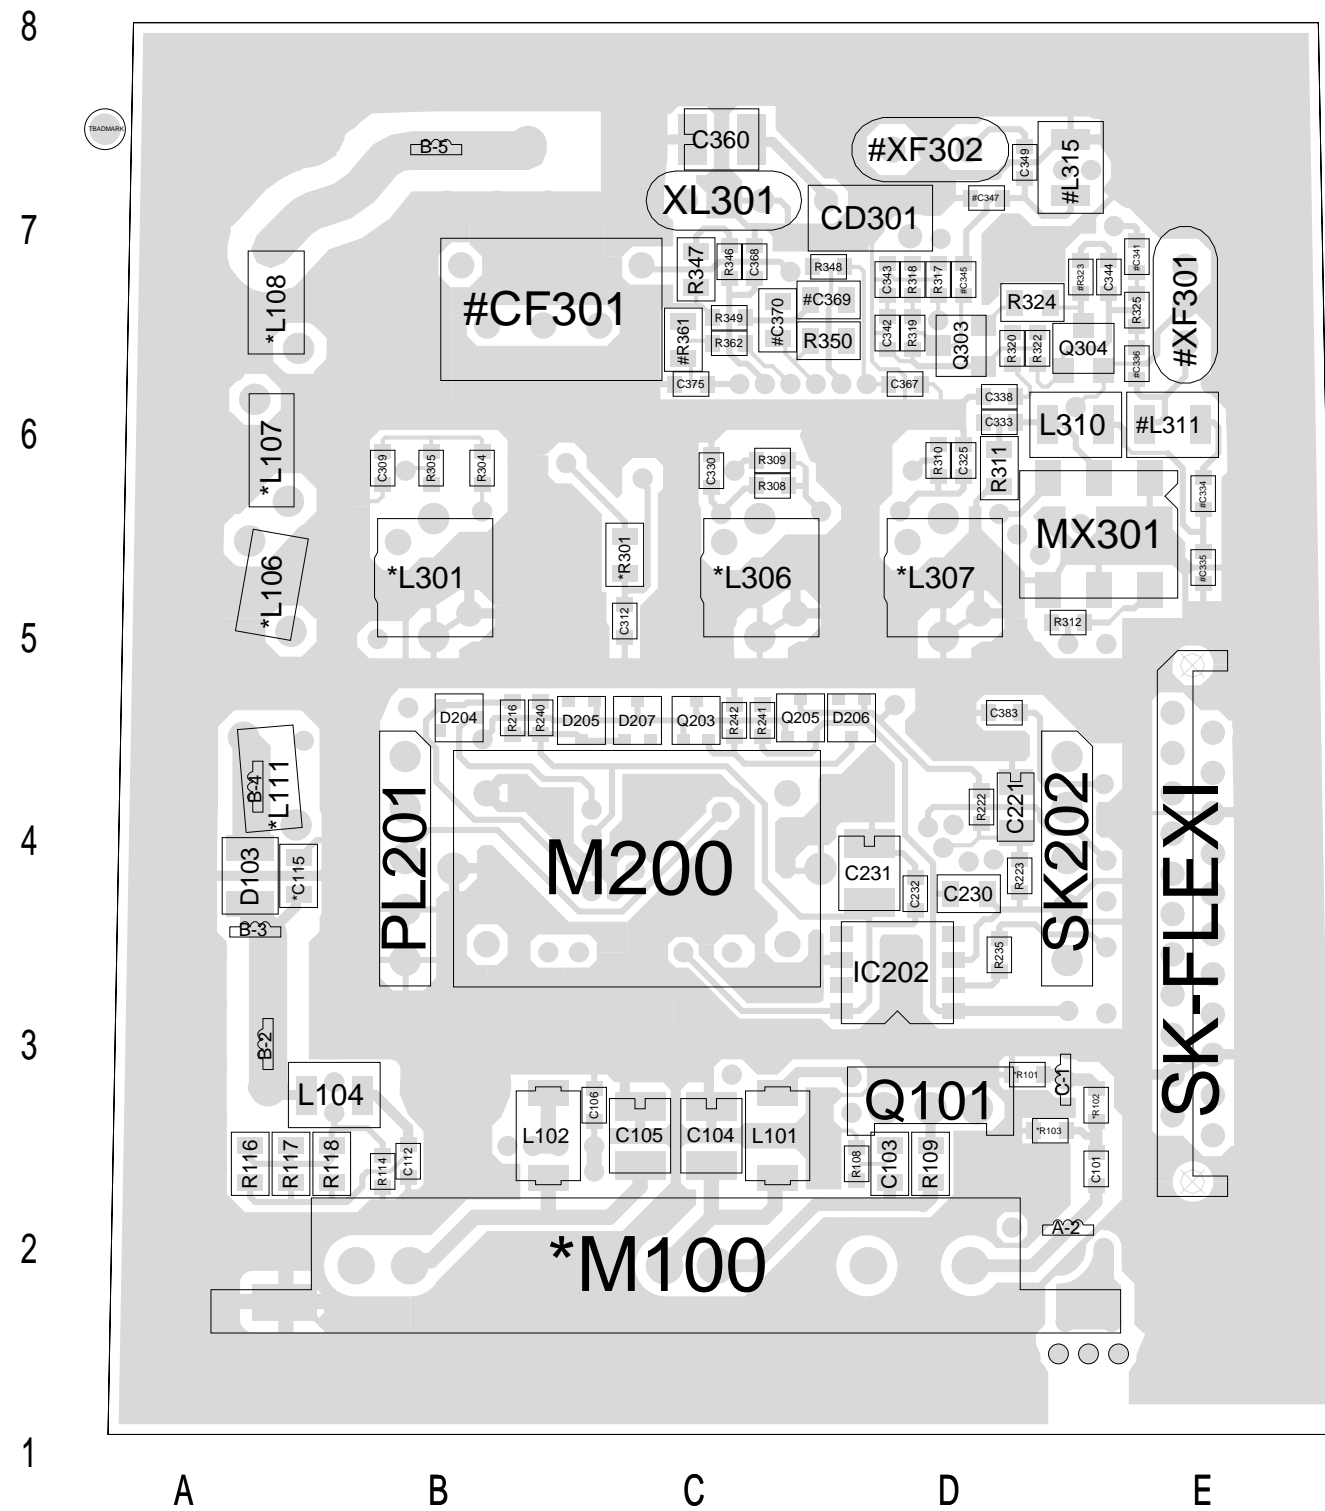 8
TBADMARK
B-5
C360
#XF302
C349
#L315
XL301
#C347
CD301
7
*L108
#CF301
R347
R346
C368
R348
C343
R318
R317
#C345
#R323
C344
#C341
#XF301
#C369
R324
R325
#R361
R349
R362
#C370
R350
C342
R319
Q303
R320
R322
Q304
#C336
C375
C367
C338
6
*L107
C333
L310
#L311
C309
R305
R304
C330
R309
R308
R310
C325
R311
#C334
MX301
*L106
*L301
*R301
*L306
*L307
#C335
5
C312
R312
D204
R216
R240
D205
D207
Q203
R242
R241
Q205
D206
C383
B-4
*L111
PL201
R222
C221
SK202
SK-FLEXI
4
D103
*C115
M200
C231
C232
C230
R223
B-3
IC202
R235
3
B-2
L104
Q101
*R101
C-1
C106
*R102
L102
C105
C104
L101
*R103
R116
R117
R118
R114
C112
R108
C103
R109
C101
2
*M100
A-2
1
A
B
C
D
E